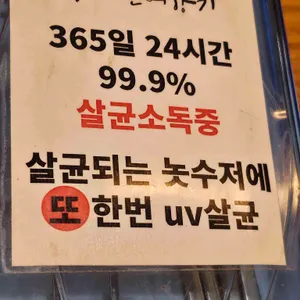 365일 24시간
99.9%
살균소독중
살균되는 놋수저에
또 한번 uv살균